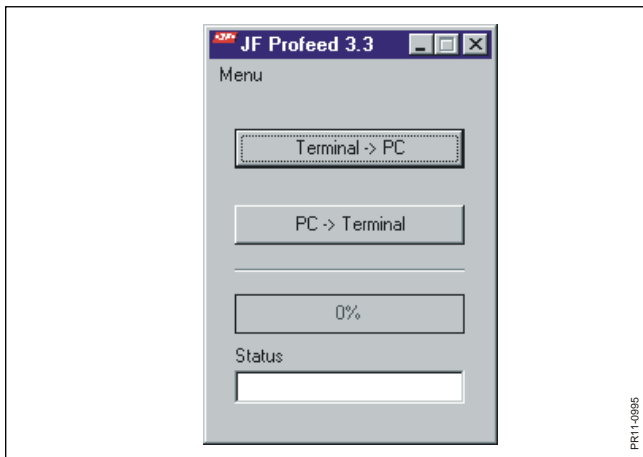 JF Profeed 3.3
Menu
Terminal -> PC
PC -> Terminal
0%
Status
PR11-0995